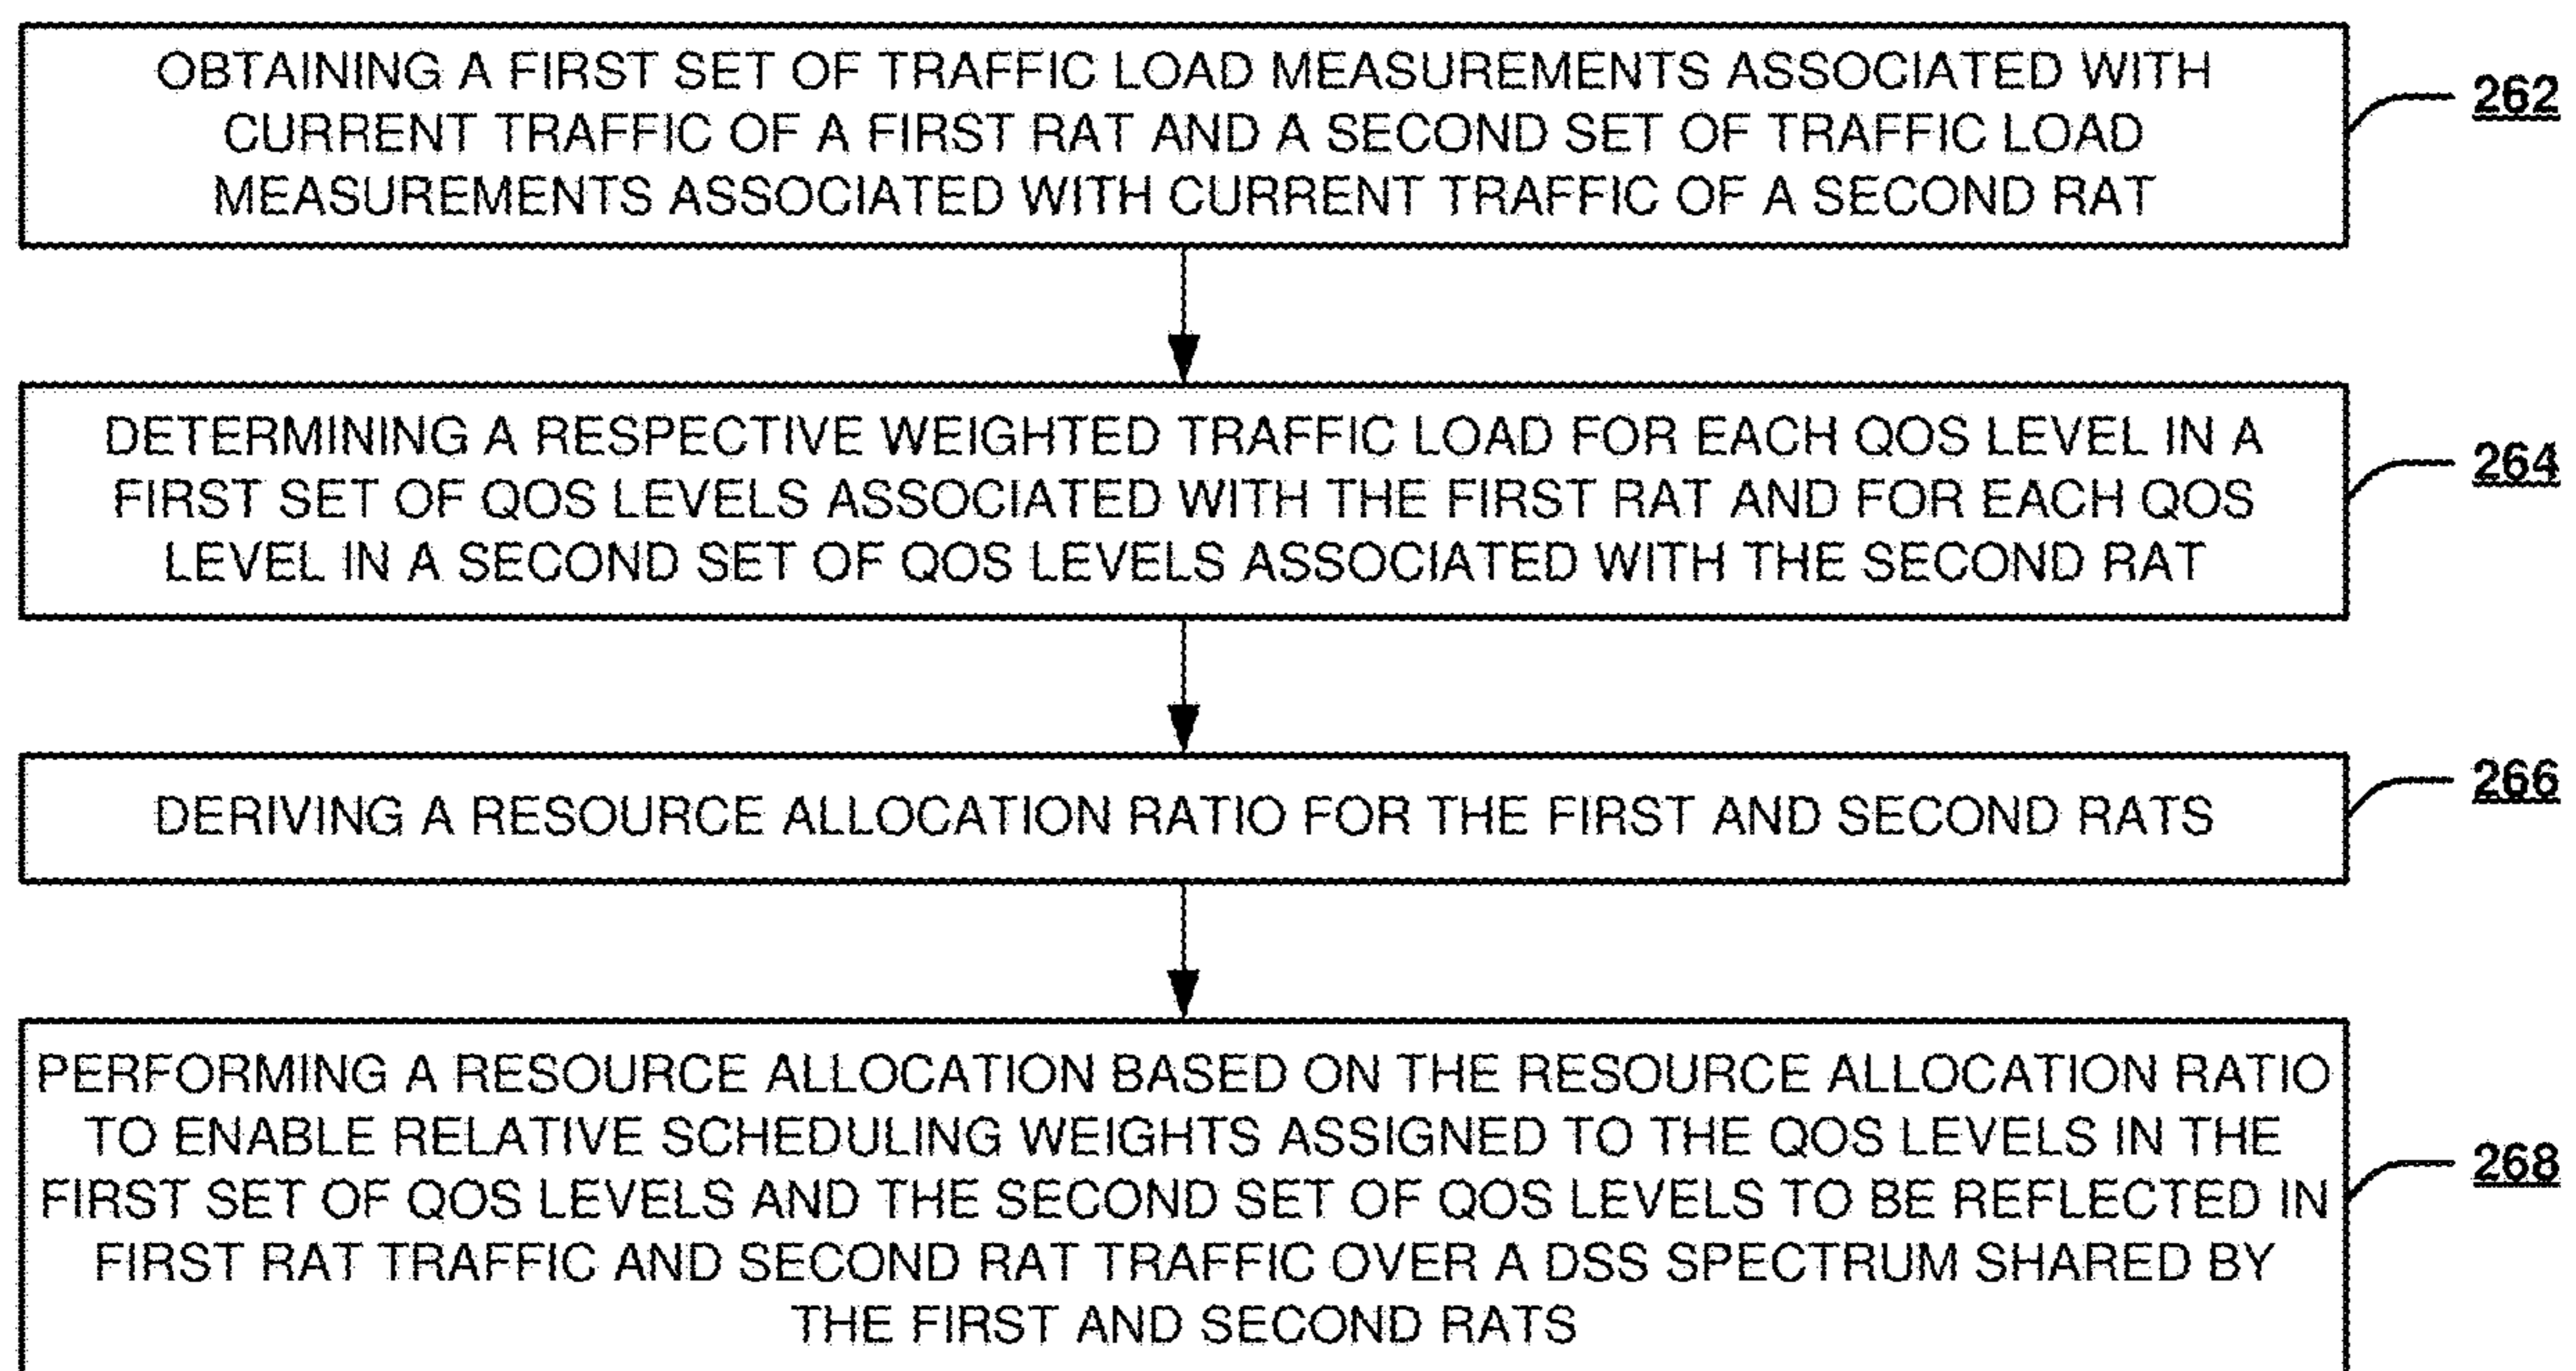 OBTAINING A FIRST SET OF TRAFFIC LOAD MEASUREMENTS ASSOCIATED WITH
CURRENT TRAFFIC OF A FIRST RAT AND A SECOND SET OF TRAFFIC LOAD
MEASUREMENTS ASSOCIATED WITH CURRENT TRAFFIC OF A SECOND RAT
262
DETERMINING A RESPECTIVE WEIGHTED TRAFFIC LOAD FOR EACH QOS LEVEL IN A
FIRST SET OF QOS LEVELS ASSOCIATED WITH THE FIRST RAT AND FOR EACH QOS
LEVEL IN A SECOND SET OF QOS LEVELS ASSOCIATED WITH THE SECOND RAT
264
DERIVING A RESOURCE ALLOCATION RATIO FOR THE FIRST AND SECOND RATS
266
PERFORMING A RESOURCE ALLOCATION BASED ON THE RESOURCE ALLOCATION RATIO
TO ENABLE RELATIVE SCHEDULING WEIGHTS ASSIGNED TO THE QOS LEVELS IN THE
FIRST SET OF QOS LEVELS AND THE SECOND SET OF QOS LEVELS TO BE REFLECTED IN
FIRST RAT TRAFFIC AND SECOND RAT TRAFFIC OVER A DSS SPECTRUM SHARED BY
THE FIRST AND SECOND RATS
268